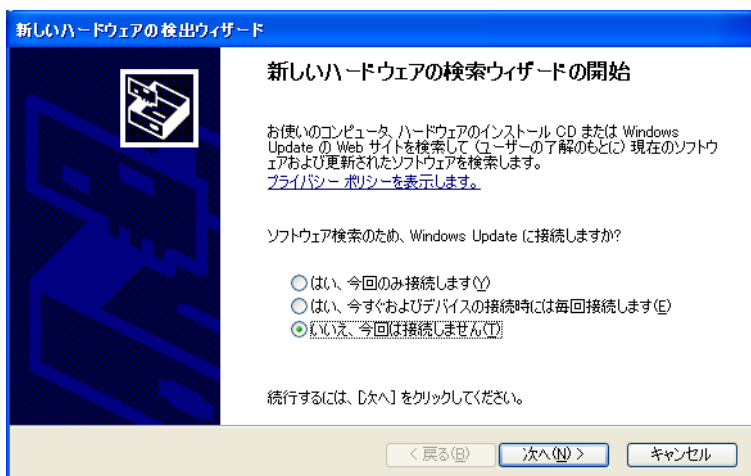 新しいハードウェアの検出ウィザード
新しいハードウェアの検索ウィザードの開始
お使いのコンピュータ、ハードウェアのインストール CD または Windows
Update の Web サイトを検索して (ユーザーの了解のもとに) 現在のソフトウ
ェアおよび更新されたソフトウェアを検索します。
プライバシー ポリシーを表示します。
ソフトウェア検索のため、Windows Update に接続しますか?
はい、今回のみ接続します(Y)
はい、今すぐおよびデバイスの接続時には毎回接続します(E)
いいえ、今回は接続しません(T)
続行するには、[次へ] をクリックしてください。
< 戻る(B) 次へ(N) > キャンセル